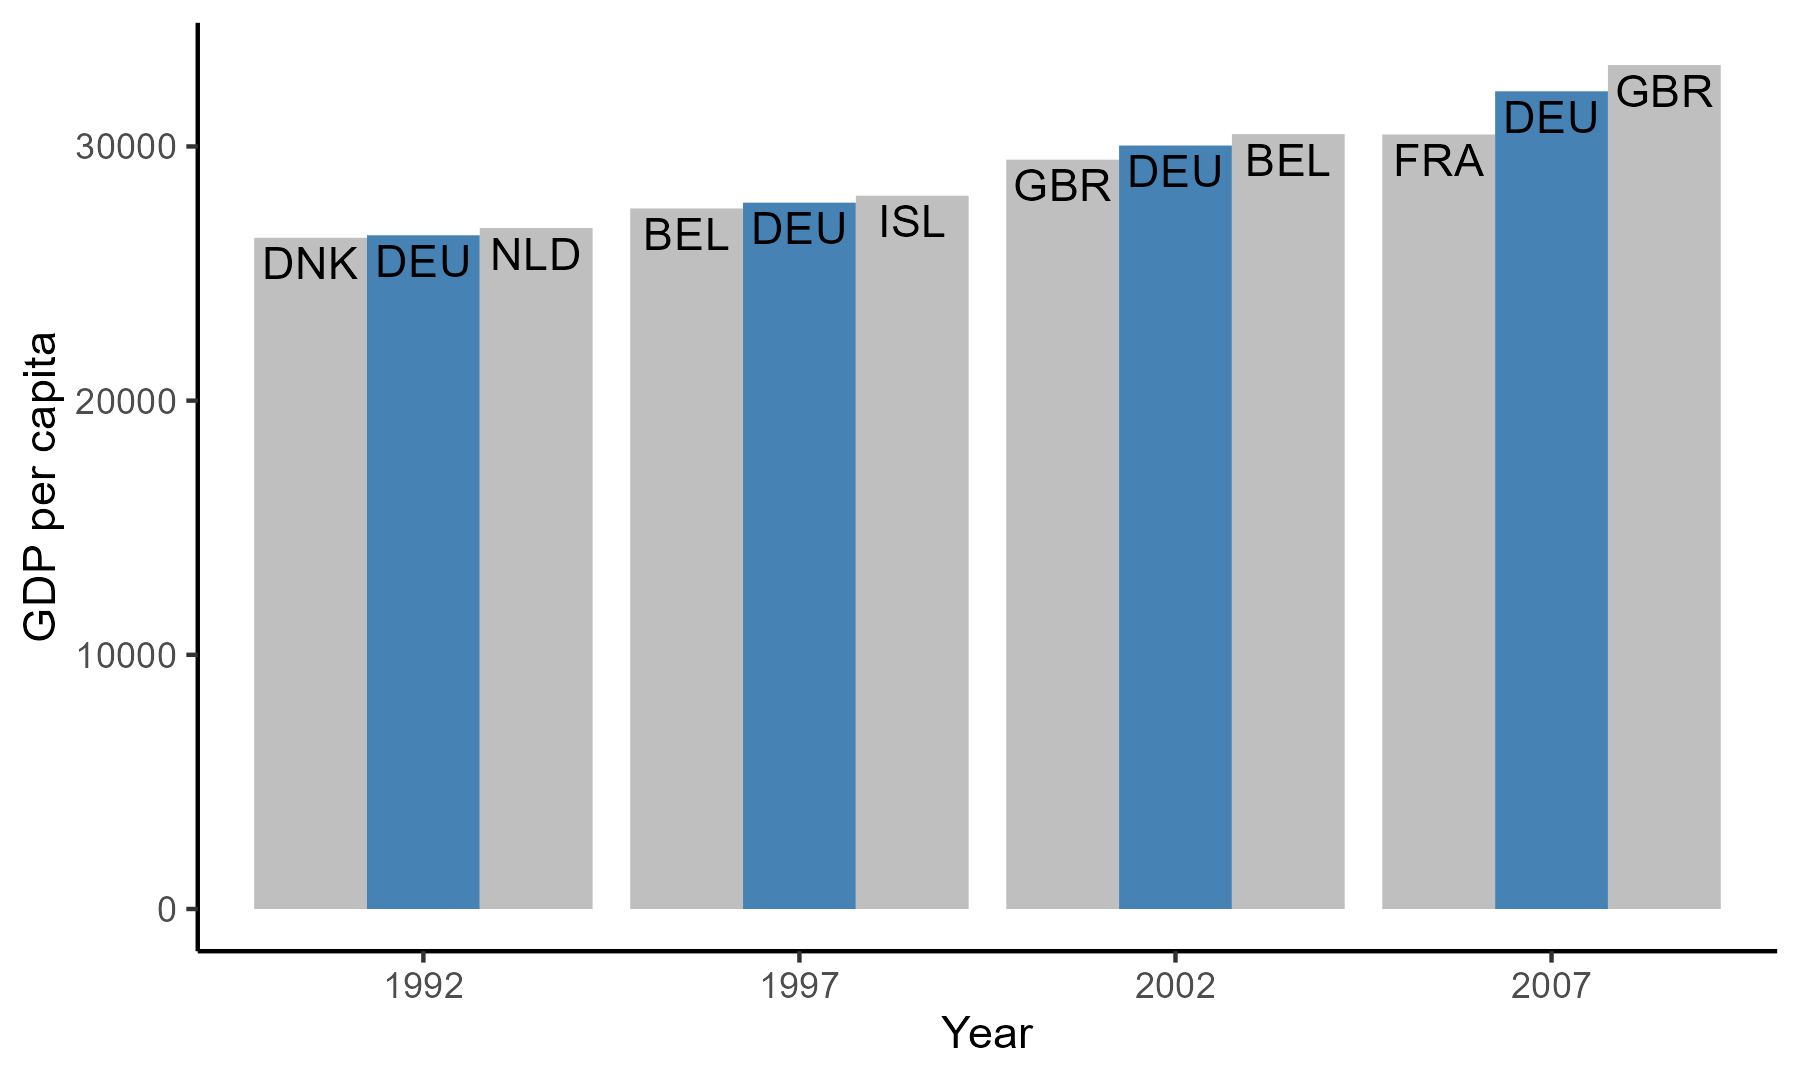 GDP per capita
30000
20000
10000
0
DNK DEU NLD BEL DEU ISL GBR DEU BEL FRA DEU GBR
1992 1997 2002 2007
Year